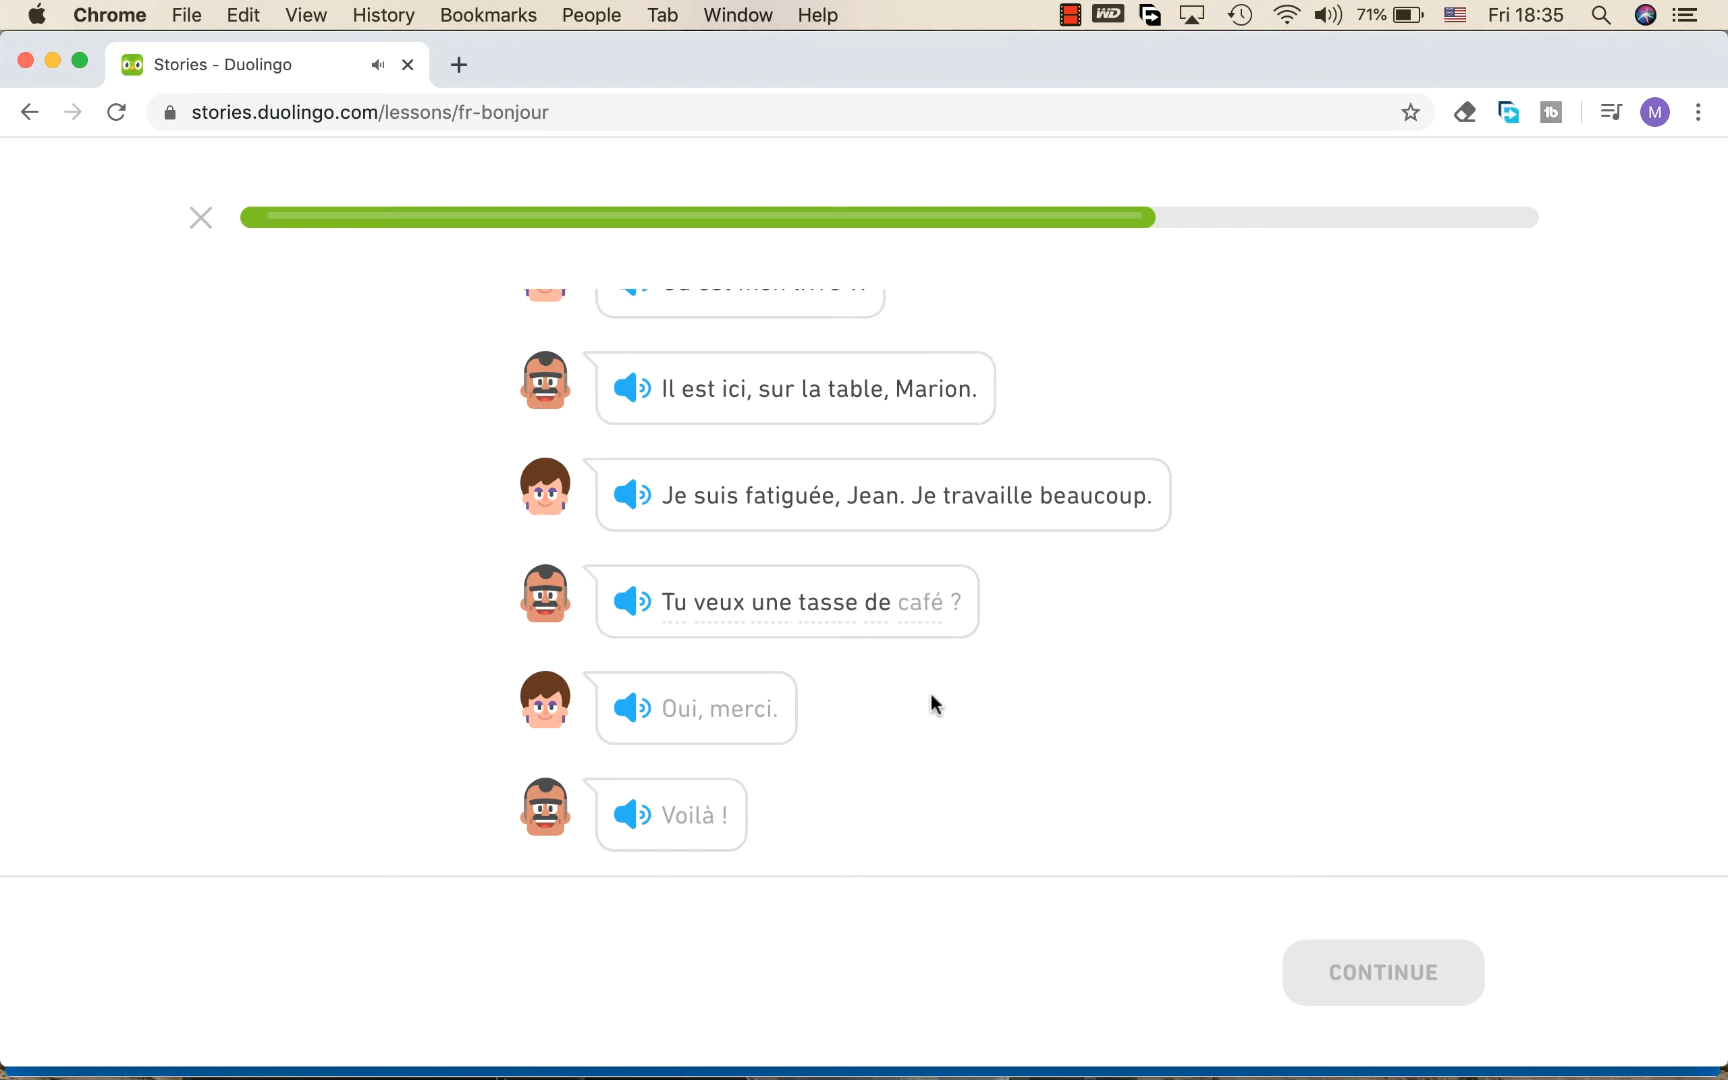 Chrome File Edit View History Bookmarks People Tab Window Help WD 71% Fri 18:35
Stories - Duolingo
stories.duolingo.com/lessons/fr-bonjour tb M
Il est ici, sur la table, Marion.
Je suis fatiguée, Jean. Je travaille beaucoup.
Tu veux une tasse de café ?
Oui, merci.
Voilà !
CONTINUE